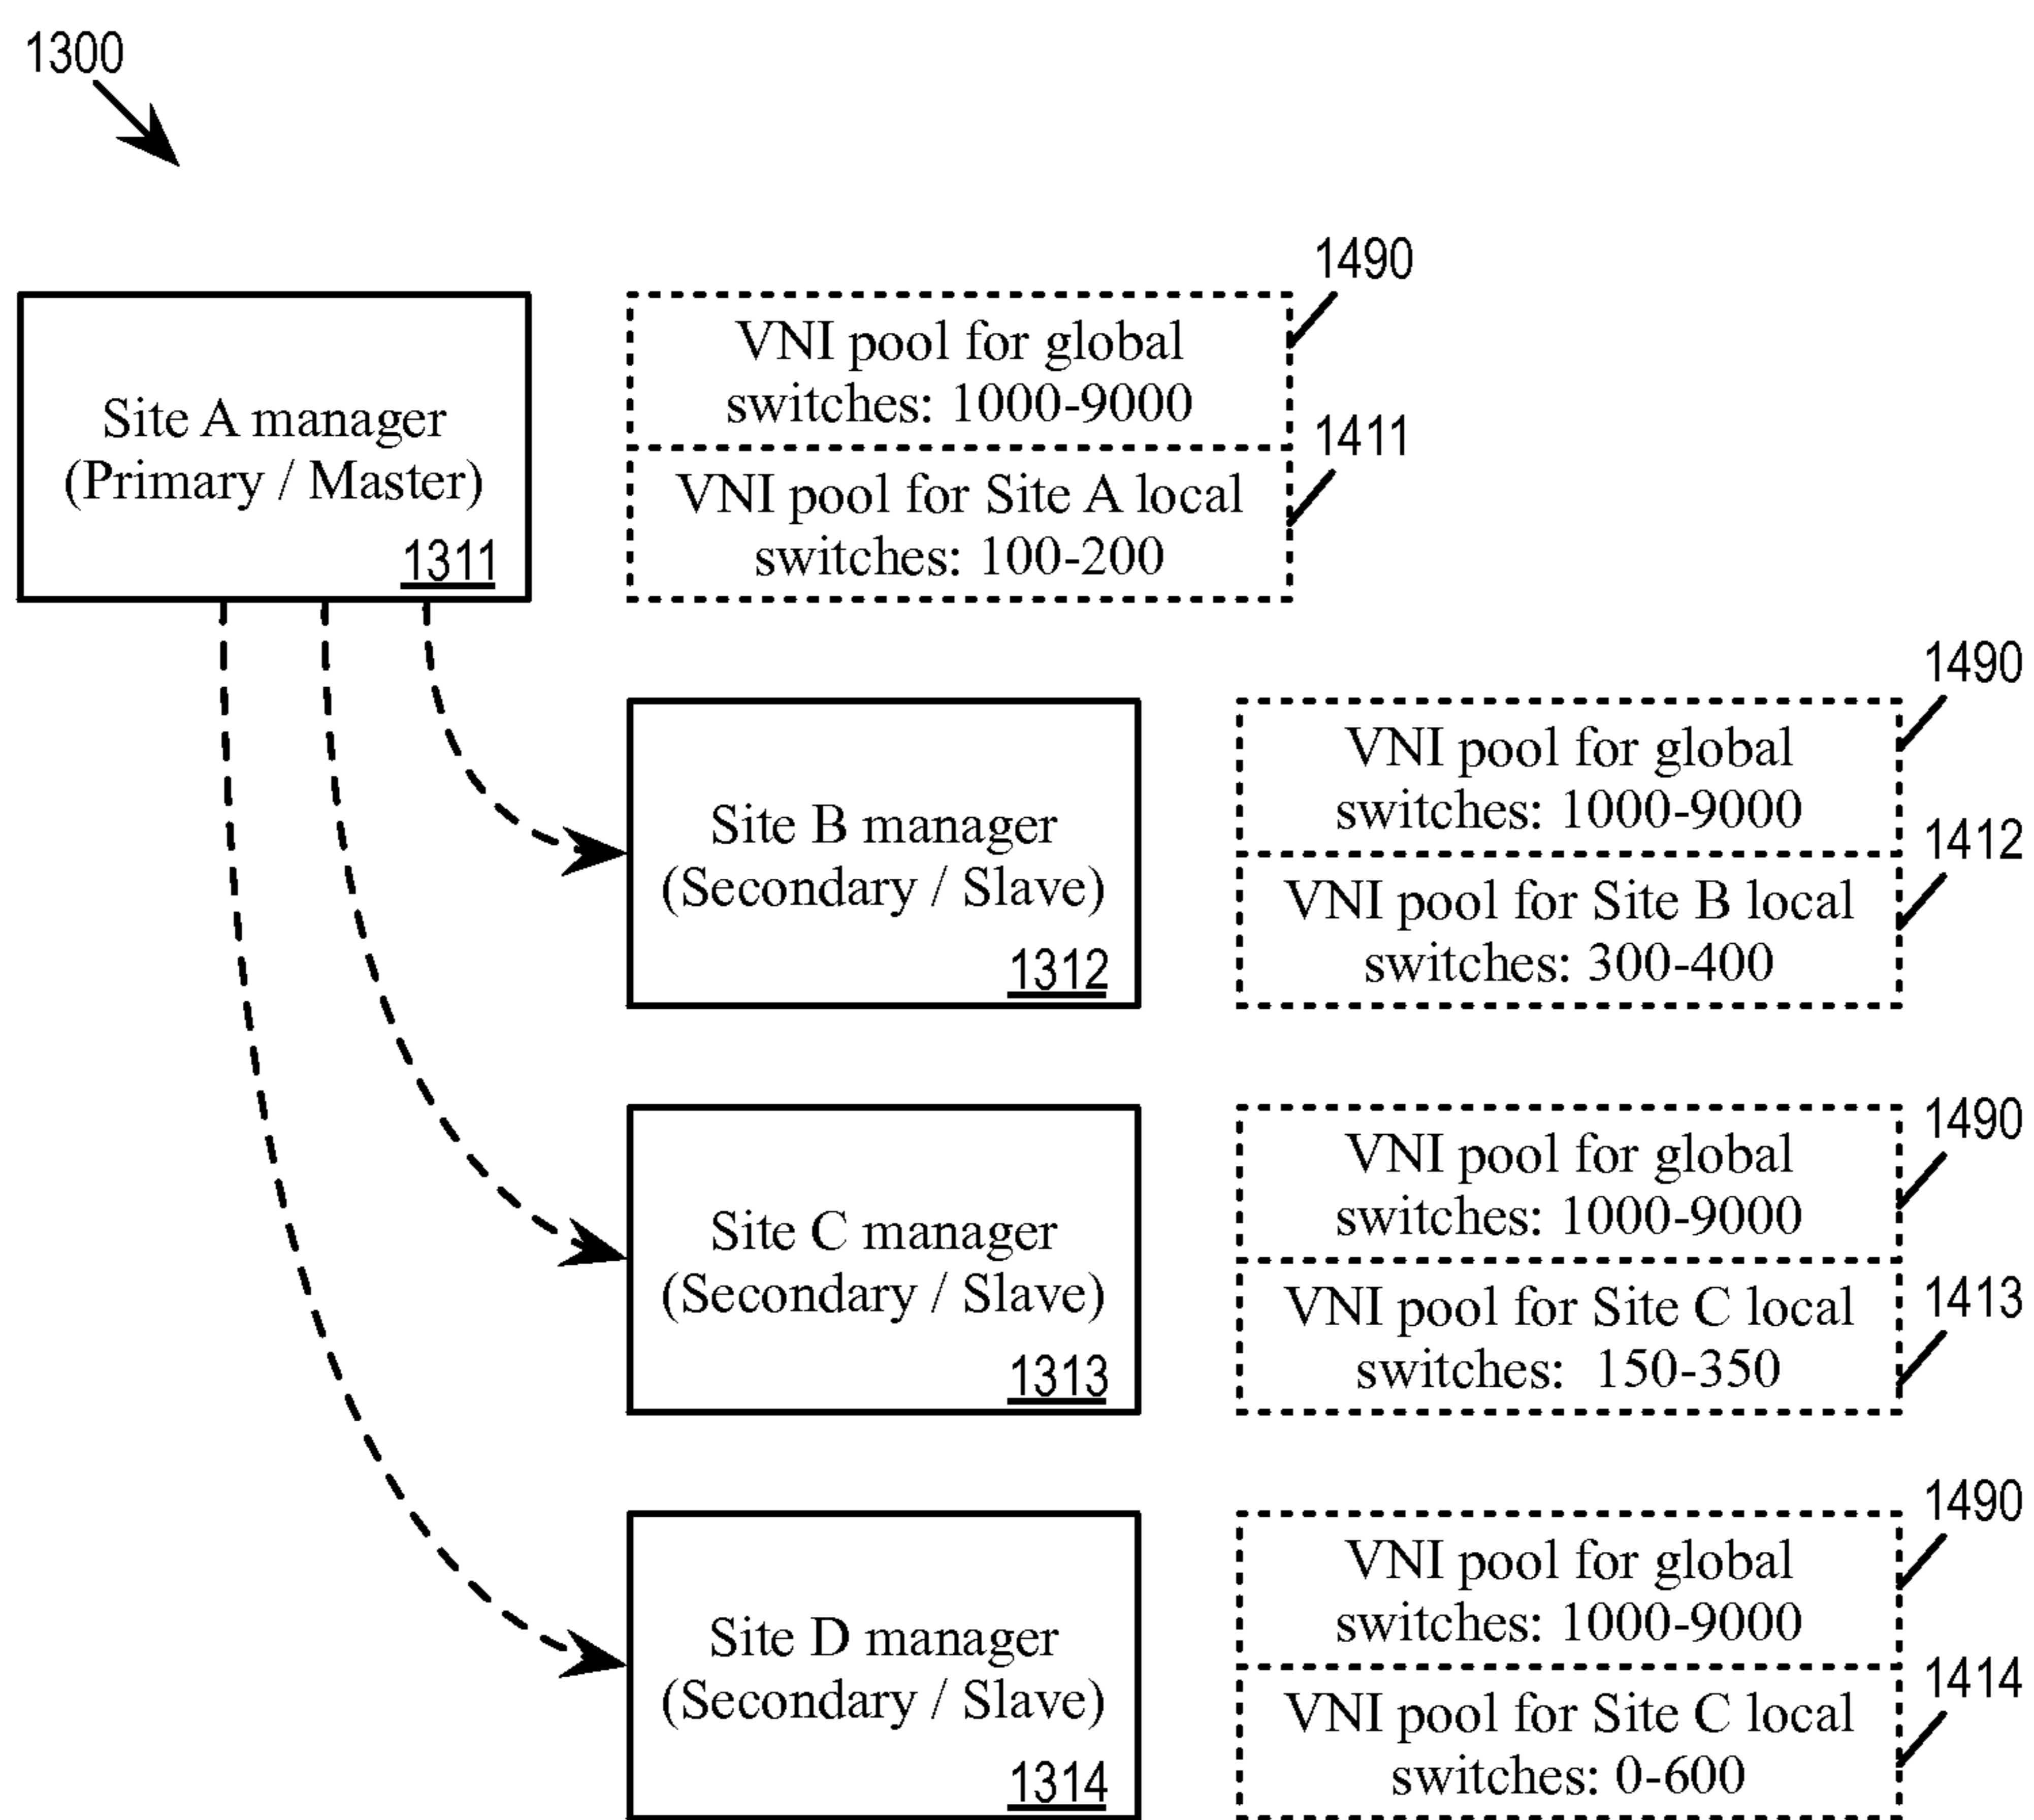 1300
1490
VNI pool for global
switches: 1000-9000
1411
Site A manager
(Primary / Master)
1311
VNI pool for Site A local
switches: 100-200
1490
VNI pool for global
switches: 1000-9000
1412
Site B manager
(Secondary / Slave)
1312
VNI pool for Site B local
switches: 300-400
1490
VNI pool for global
switches: 1000-9000
1413
Site C manager
(Secondary / Slave)
1313
VNI pool for Site C local
switches: 150-350
1490
VNI pool for global
switches: 1000-9000
1414
Site D manager
(Secondary / Slave)
1314
VNI pool for Site C local
switches: 0-600